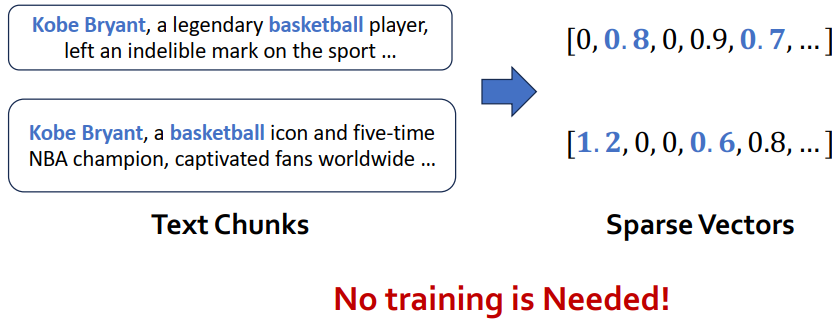 Kobe Bryant, a legendary basketball player,
left an indelible mark on the sport ...
[0, 0.8, 0, 0.9, 0.7, ...]
Kobe Bryant, a basketball icon and five-time
NBA champion, captivated fans worldwide ...
[1.2, 0, 0, 0.6, 0.8, ...]
Text Chunks
Sparse Vectors
No training is Needed!